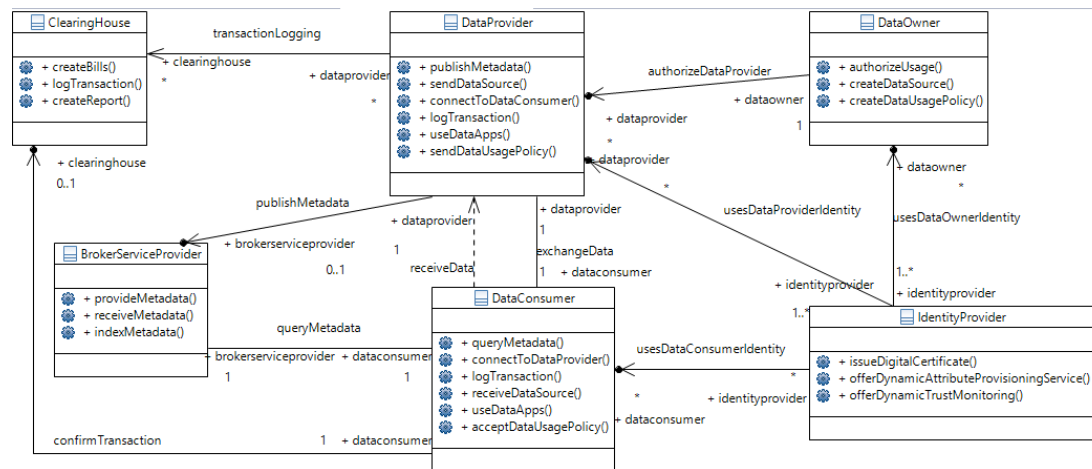 ClearingHouse
+ createBills()
+ logTransaction()
+ createReport()
transactionLogging
+ clearinghouse
*
+ dataprovider
*
DataProvider
+ publishMetadata()
+ sendDataSource()
+ connectToDataConsumer()
+ logTransaction()
+ useDataApps()
+ sendDataUsagePolicy()
authorizeDataProvider
+ dataowner
1
+ dataprovider
*
DataOwner
+ authorizeUsage()
+ createDataSource()
+ createDataUsagePolicy()
+ clearinghouse
0..1
+ dataprovider
*
+ dataowner
*
usesDataProviderIdentity
usesDataOwnerIdentity
publishMetadata
+ dataprovider
1
+ brokerserviceprovider
0..1
+ dataprovider
1
exchangeData
1
+ dataconsumer
receiveData
1..*
+ identityprovider
+ identityprovider
1..*
BrokerServiceProvider
+ provideMetadata()
+ receiveMetadata()
+ indexMetadata()
queryMetadata
+ brokerserviceprovider
1
+ dataconsumer
1
DataConsumer
+ queryMetadata()
+ connectToDataProvider()
+ logTransaction()
+ receiveDataSource()
+ useDataApps()
+ acceptDataUsagePolicy()
usesDataConsumerIdentity
*
+ identityprovider
*
+ dataconsumer
IdentityProvider
+ issueDigitalCertificate()
+ offerDynamicAttributeProvisioningService()
+ offerDynamicTrustMonitoring()
confirmTransaction
1
+ dataconsumer